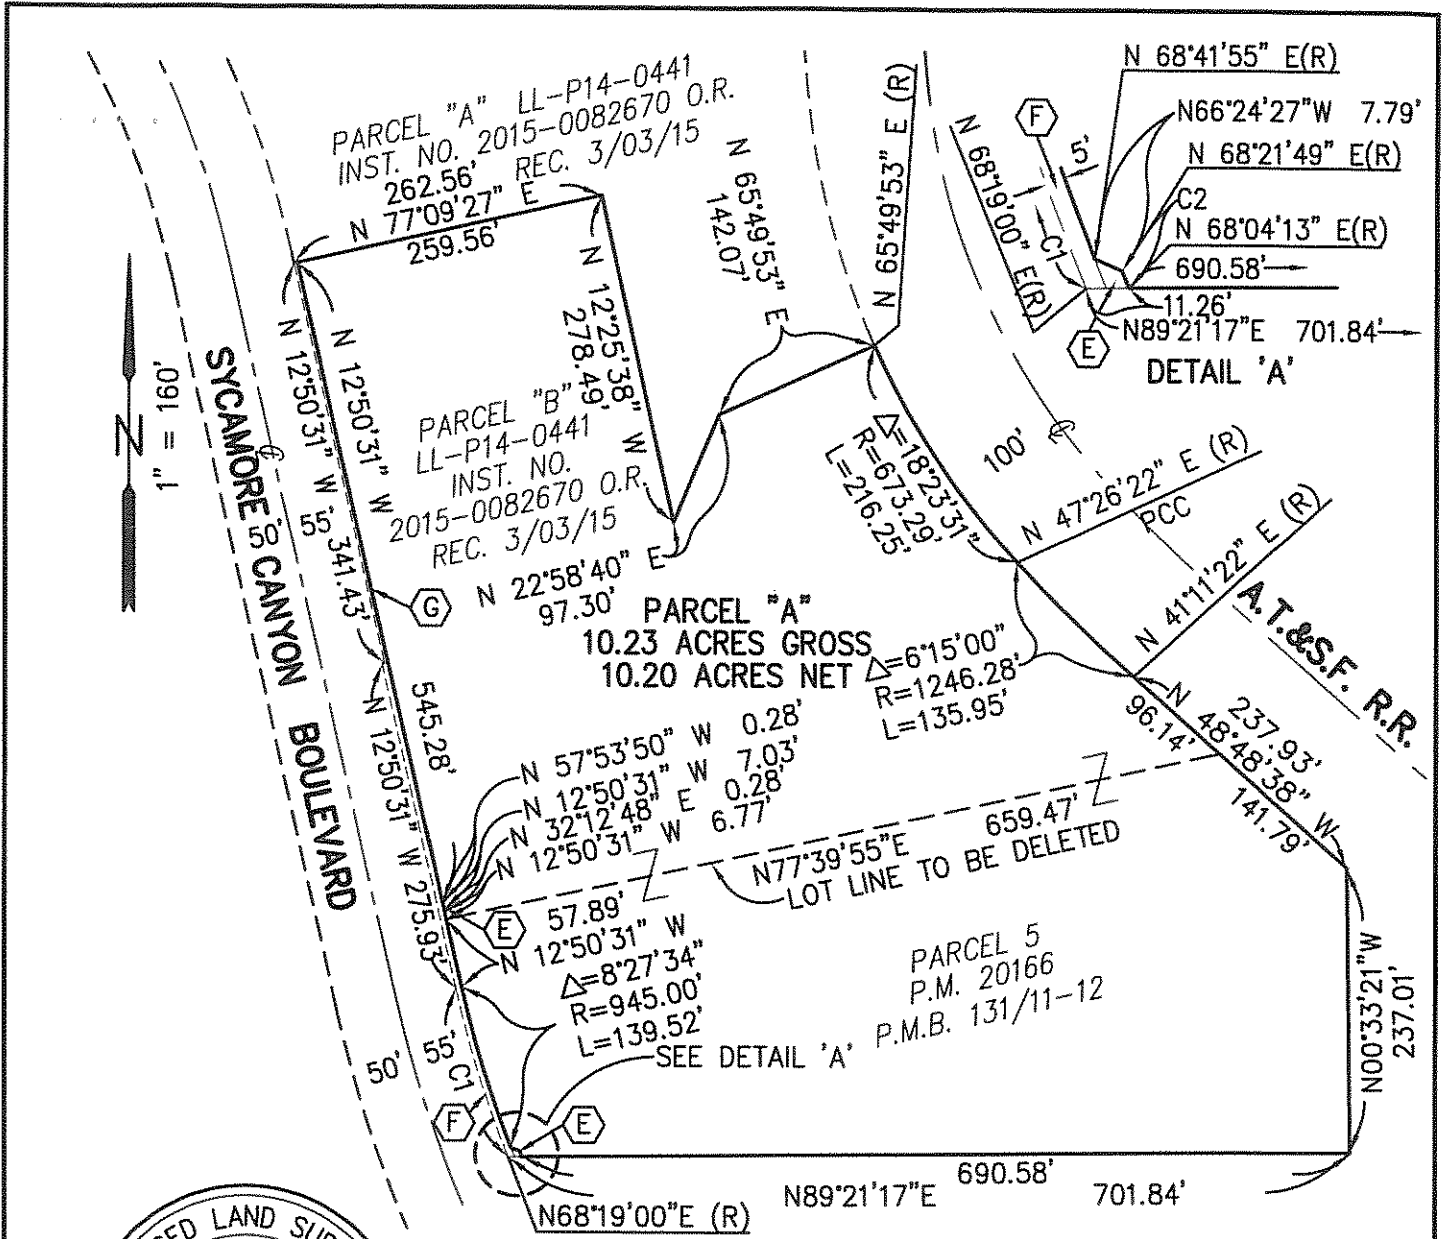 PARCEL "A" LL-P14-0441
INST. NO. 2015-0082670 O.R.
REC. 3/03/15
262.56'
N 77°09'27" E
259.56'
N 65°49'53" E
142.07'
N 65°49'53" E (R)
N 68°41'55" E(R)
N66°24'27"W 7.79'
N 68°21'49" E(R)
C2
N 68°04'13" E(R)
690.58'
11.26'
N89°21'17"E 701.84'
DETAIL 'A'
F
5'
C1
N 68°19'00" E(R)
E
N
1" = 160'
SYCAMORE CANYON BOULEVARD
50'
55'
N 12°50'31" W 341.43'
N 12°50'31" W
545.28'
N 12°50'31" W 275.93'
N 12°25'38" W
278.49'
PARCEL "B"
LL-P14-0441
INST. NO.
2015-0082670 O.R.
REC. 3/03/15
G
N 22°58'40" E
97.30'
PARCEL "A"
10.23 ACRES GROSS
10.20 ACRES NET
△=18°23'31"
R=673.29'
L=216.25'
100'
N 47°26'22" E (R)
PCC
N 41°11'22" E (R)
A.T.&S.F. R.R.
△=6°15'00"
R=1246.28'
L=135.95'
237.93'
N 48°48'38" W
96.14'
141.79'
N 57°53'50" W 0.28'
N 12°50'31" W 7.03'
N 32°12'48" E 0.28'
N 12°50'31" W 6.77'
N77°39'55"E 659.47'
LOT LINE TO BE DELETED
E
57.89'
N 12°50'31" W
△=8°27'34"
R=945.00'
L=139.52'
SEE DETAIL 'A'
PARCEL 5
P.M. 20166
P.M.B. 131/11-12
N00°33'21"W
237.01'
50'
55'
C1
F
E
690.58'
N89°21'17"E 701.84'
N68°19'00"E (R)
LAND